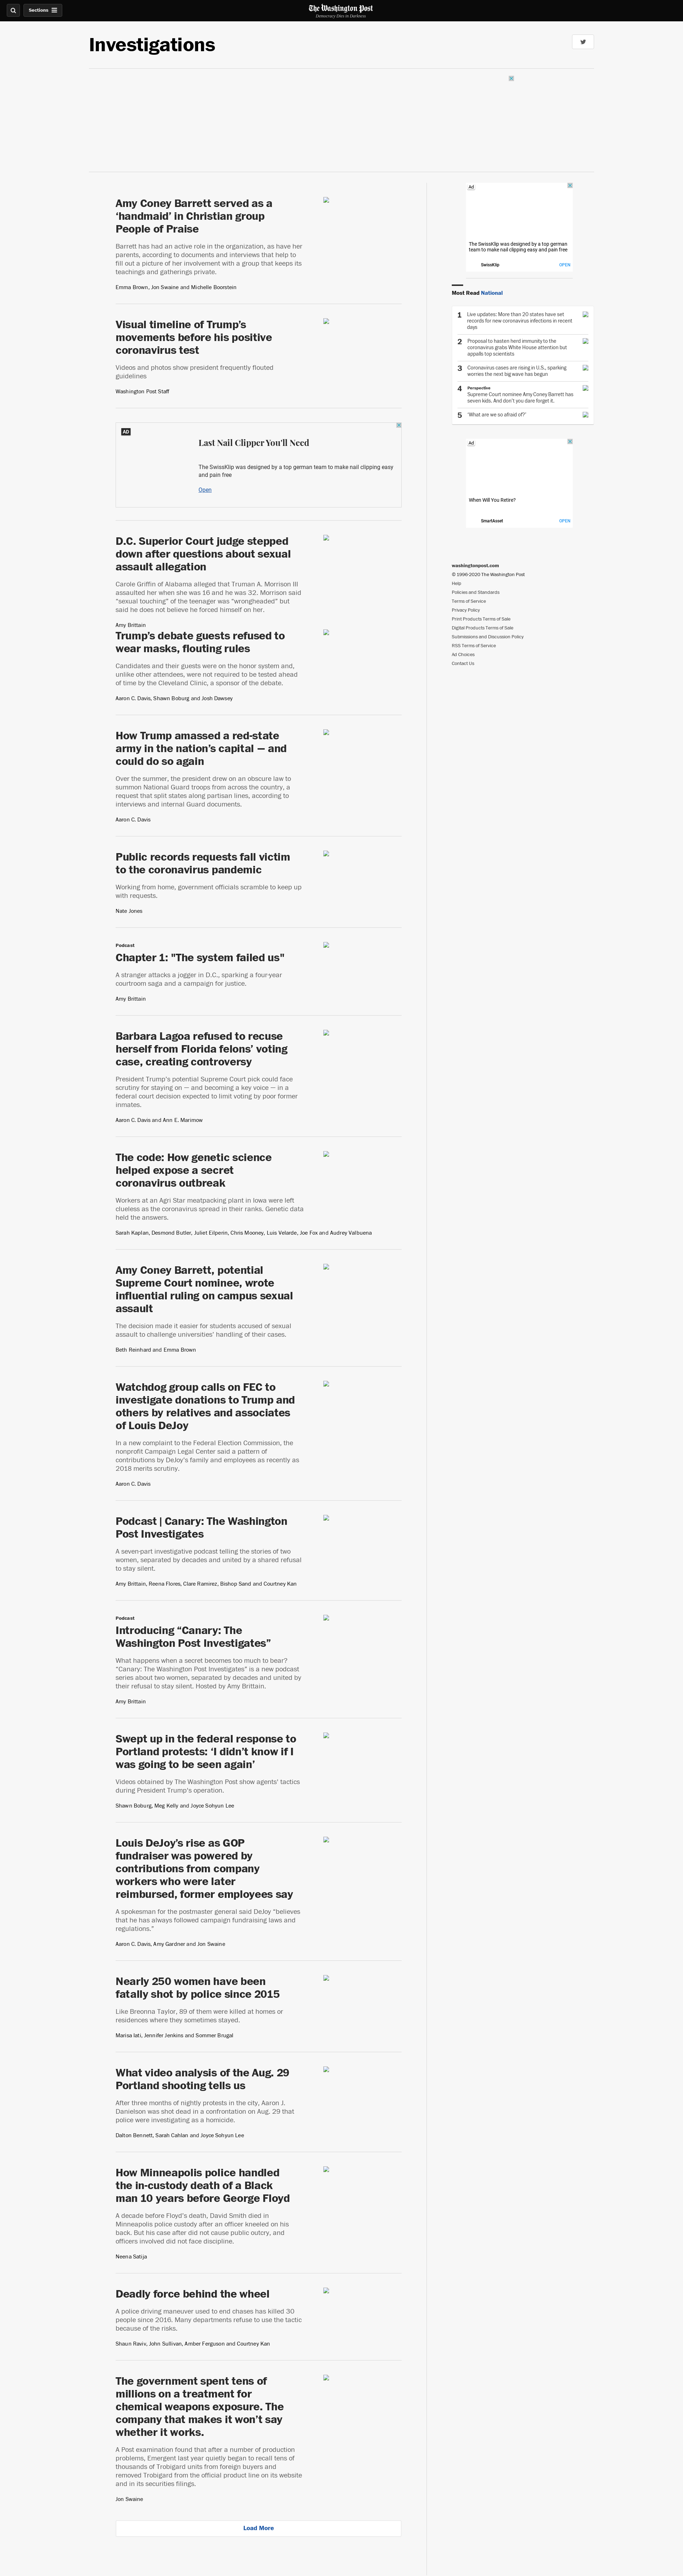 Sections
The Washington Post
Democracy Dies in Darkness
Investigations
Amy Coney Barrett served as a
‘handmaid’ in Christian group
People of Praise
Barrett has had an active role in the organization, as have her
parents, according to documents and interviews that help to
fill out a picture of her involvement with a group that keeps its
teachings and gatherings private.
Emma Brown, Jon Swaine and Michelle Boorstein
Visual timeline of Trump’s
movements before his positive
coronavirus test
Videos and photos show president frequently flouted
guidelines
Washington Post Staff
AD
Last Nail Clipper You'll Need
The SwissKlip was designed by a top german team to make nail clipping easy
and pain free
Open
D.C. Superior Court judge stepped
down after questions about sexual
assault allegation
Carole Griffin of Alabama alleged that Truman A. Morrison III
assaulted her when she was 16 and he was 32. Morrison said
“sexual touching” of the teenager was “wrongheaded” but
said he does not believe he forced himself on her.
Amy Brittain
Trump’s debate guests refused to
wear masks, flouting rules
Candidates and their guests were on the honor system and,
unlike other attendees, were not required to be tested ahead
of time by the Cleveland Clinic, a sponsor of the debate.
Aaron C. Davis, Shawn Boburg and Josh Dawsey
How Trump amassed a red-state
army in the nation’s capital — and
could do so again
Over the summer, the president drew on an obscure law to
summon National Guard troops from across the country, a
request that split states along partisan lines, according to
interviews and internal Guard documents.
Aaron C. Davis
Public records requests fall victim
to the coronavirus pandemic
Working from home, government officials scramble to keep up
with requests.
Nate Jones
Podcast
Chapter 1: "The system failed us"
A stranger attacks a jogger in D.C., sparking a four-year
courtroom saga and a campaign for justice.
Amy Brittain
Barbara Lagoa refused to recuse
herself from Florida felons’ voting
case, creating controversy
President Trump’s potential Supreme Court pick could face
scrutiny for staying on — and becoming a key voice — in a
federal court decision expected to limit voting by poor former
inmates.
Aaron C. Davis and Ann E. Marimow
The code: How genetic science
helped expose a secret
coronavirus outbreak
Workers at an Agri Star meatpacking plant in Iowa were left
clueless as the coronavirus spread in their ranks. Genetic data
held the answers.
Sarah Kaplan, Desmond Butler, Juliet Eilperin, Chris Mooney, Luis Velarde, Joe Fox and Audrey Valbuena
Amy Coney Barrett, potential
Supreme Court nominee, wrote
influential ruling on campus sexual
assault
The decision made it easier for students accused of sexual
assault to challenge universities’ handling of their cases.
Beth Reinhard and Emma Brown
Watchdog group calls on FEC to
investigate donations to Trump and
others by relatives and associates
of Louis DeJoy
In a new complaint to the Federal Election Commission, the
nonprofit Campaign Legal Center said a pattern of
contributions by DeJoy’s family and employees as recently as
2018 merits scrutiny.
Aaron C. Davis
Podcast | Canary: The Washington
Post Investigates
A seven-part investigative podcast telling the stories of two
women, separated by decades and united by a shared refusal
to stay silent.
Amy Brittain, Reena Flores, Clare Ramirez, Bishop Sand and Courtney Kan
Podcast
Introducing “Canary: The
Washington Post Investigates”
What happens when a secret becomes too much to bear?
“Canary: The Washington Post Investigates” is a new podcast
series about two women, separated by decades and united by
their refusal to stay silent. Hosted by Amy Brittain.
Amy Brittain
Swept up in the federal response to
Portland protests: ‘I didn’t know if I
was going to be seen again’
Videos obtained by The Washington Post show agents’ tactics
during President Trump’s operation.
Shawn Boburg, Meg Kelly and Joyce Sohyun Lee
Louis DeJoy’s rise as GOP
fundraiser was powered by
contributions from company
workers who were later
reimbursed, former employees say
A spokesman for the postmaster general said DeJoy “believes
that he has always followed campaign fundraising laws and
regulations.”
Aaron C. Davis, Amy Gardner and Jon Swaine
Nearly 250 women have been
fatally shot by police since 2015
Like Breonna Taylor, 89 of them were killed at homes or
residences where they sometimes stayed.
Marisa Iati, Jennifer Jenkins and Sommer Brugal
What video analysis of the Aug. 29
Portland shooting tells us
After three months of nightly protests in the city, Aaron J.
Danielson was shot dead in a confrontation on Aug. 29 that
police were investigating as a homicide.
Dalton Bennett, Sarah Cahlan and Joyce Sohyun Lee
How Minneapolis police handled
the in-custody death of a Black
man 10 years before George Floyd
A decade before Floyd’s death, David Smith died in
Minneapolis police custody after an officer kneeled on his
back. But his case after did not cause public outcry, and
officers involved did not face discipline.
Neena Satija
Deadly force behind the wheel
A police driving maneuver used to end chases has killed 30
people since 2016. Many departments refuse to use the tactic
because of the risks.
Shaun Raviv, John Sullivan, Amber Ferguson and Courtney Kan
The government spent tens of
millions on a treatment for
chemical weapons exposure. The
company that makes it won’t say
whether it works.
A Post examination found that after a number of production
problems, Emergent last year quietly began to recall tens of
thousands of Trobigard units from foreign buyers and
removed Trobigard from the official product line on its website
and in its securities filings.
Jon Swaine
Load More
Ad
The SwissKlip was designed by a top german
team to make nail clipping easy and pain free
SwissKlip
OPEN
Most Read National
1 Live updates: More than 20 states have set
records for new coronavirus infections in recent
days
2 Proposal to hasten herd immunity to the
coronavirus grabs White House attention but
appalls top scientists
3 Coronavirus cases are rising in U.S., sparking
worries the next big wave has begun
4 Perspective
Supreme Court nominee Amy Coney Barrett has
seven kids. And don’t you dare forget it.
5 ‘What are we so afraid of?’
Ad
When Will You Retire?
SmartAsset
OPEN
washingtonpost.com
© 1996-2020 The Washington Post
Help
Policies and Standards
Terms of Service
Privacy Policy
Print Products Terms of Sale
Digital Products Terms of Sale
Submissions and Discussion Policy
RSS Terms of Service
Ad Choices
Contact Us